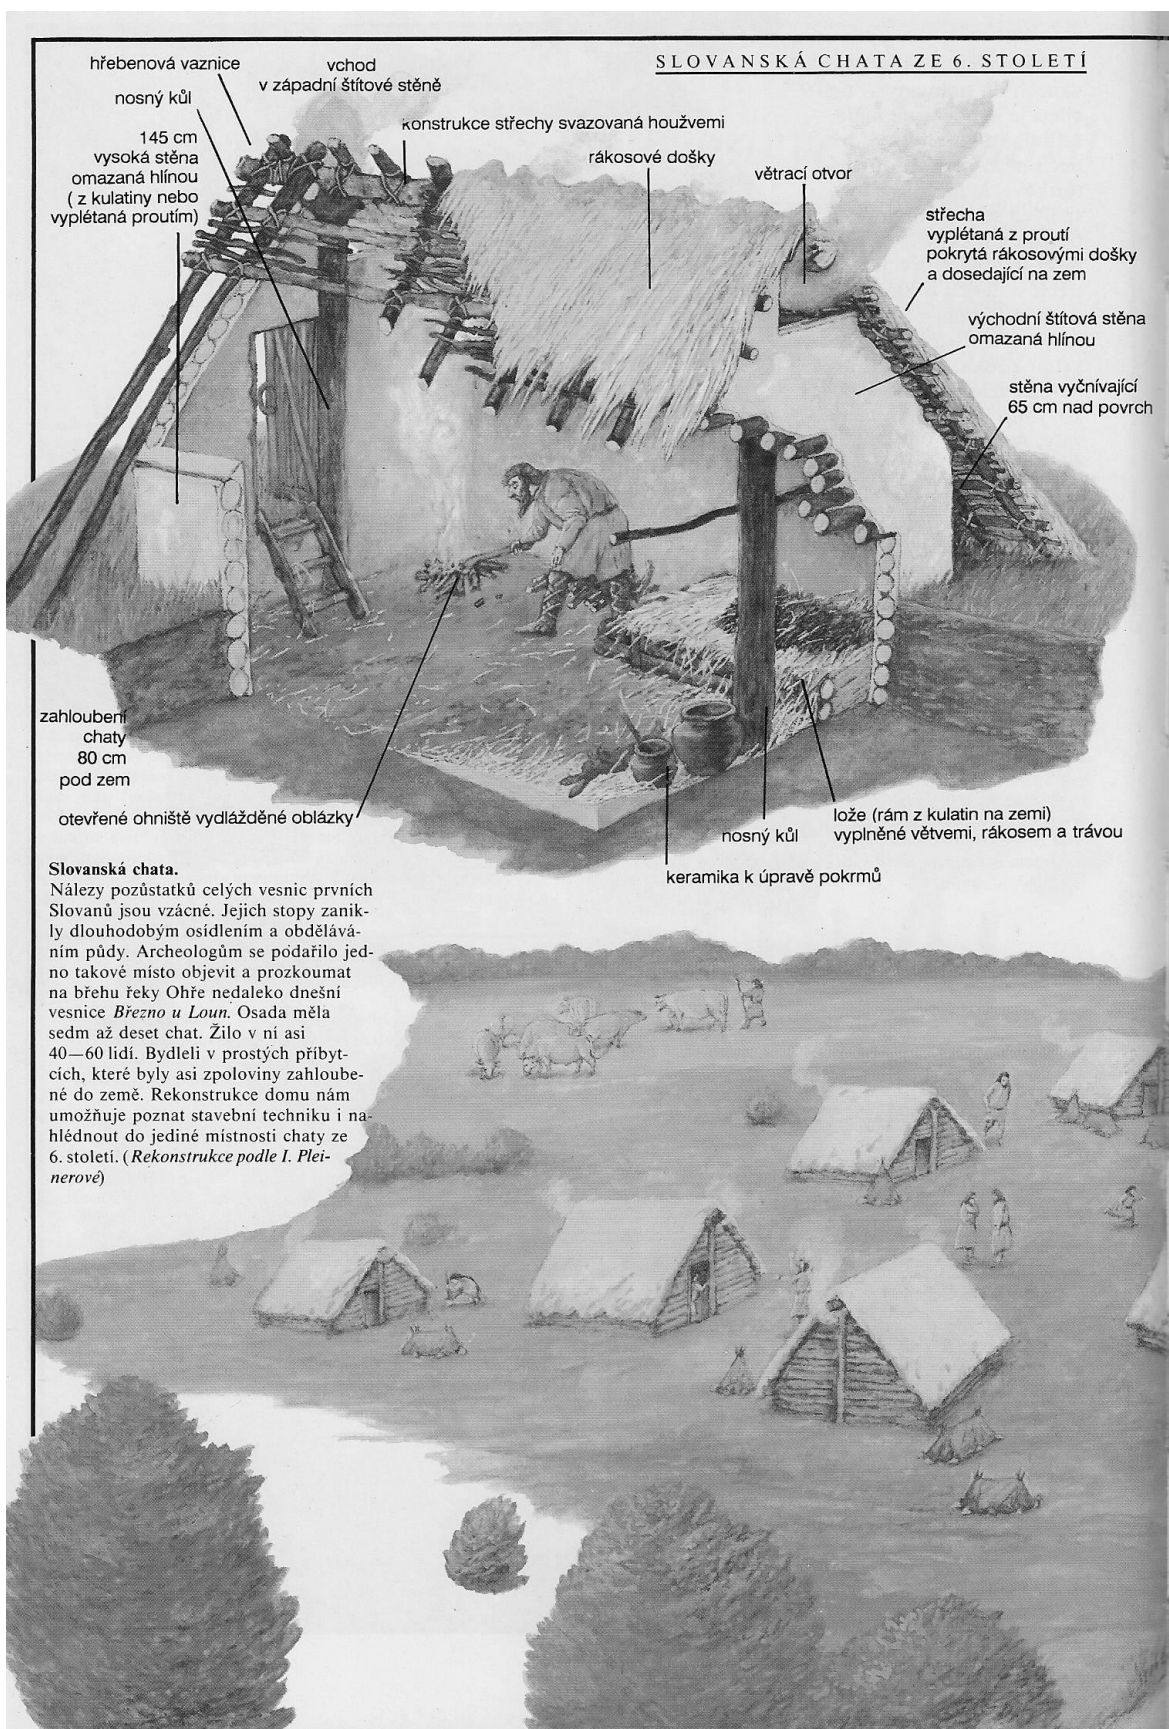 SLOVANSKÁ CHATA ZE 6. STOLETÍ
hřebenová vaznice
vchod
v západní štítové stěně
nosný kůl
konstrukce střechy svazovaná houžvemi
145 cm
vysoká stěna
omazaná hlínou
( z kulatiny nebo
vyplétaná proutím)
rákosové došky
větrací otvor
střecha
vyplétaná z proutí
pokrytá rákosovými došky
a dosedající na zem
východní štítová stěna
omazaná hlínou
stěna vyčnívající
65 cm nad povrch
zahloubení
chaty
80 cm
pod zem
otevřené ohniště vydlážděné oblázky
nosný kůl
lože (rám z kulatin na zemi)
vyplněné větvemi, rákosem a trávou
keramika k úpravě pokrmů
Slovanská chata.
Nálezy pozůstatků celých vesnic prvních
Slovanů jsou vzácné. Jejich stopy zanik-
ly dlouhodobým osídlením a obdělává-
ním půdy. Archeologům se podařilo jed-
no takové místo objevit a prozkoumat
na břehu řeky Ohře nedaleko dnešní
vesnice Březno u Loun. Osada měla
sedm až deset chat. Žilo v ní asi
40—60 lidí. Bydleli v prostých příbyt-
cích, které byly asi zpoloviny zahloube-
né do země. Rekonstrukce domu nám
umožňuje poznat stavební techniku i na-
hlédnout do jediné místnosti chaty ze
6. století. (Rekonstrukce podle I. Plei-
nerové)